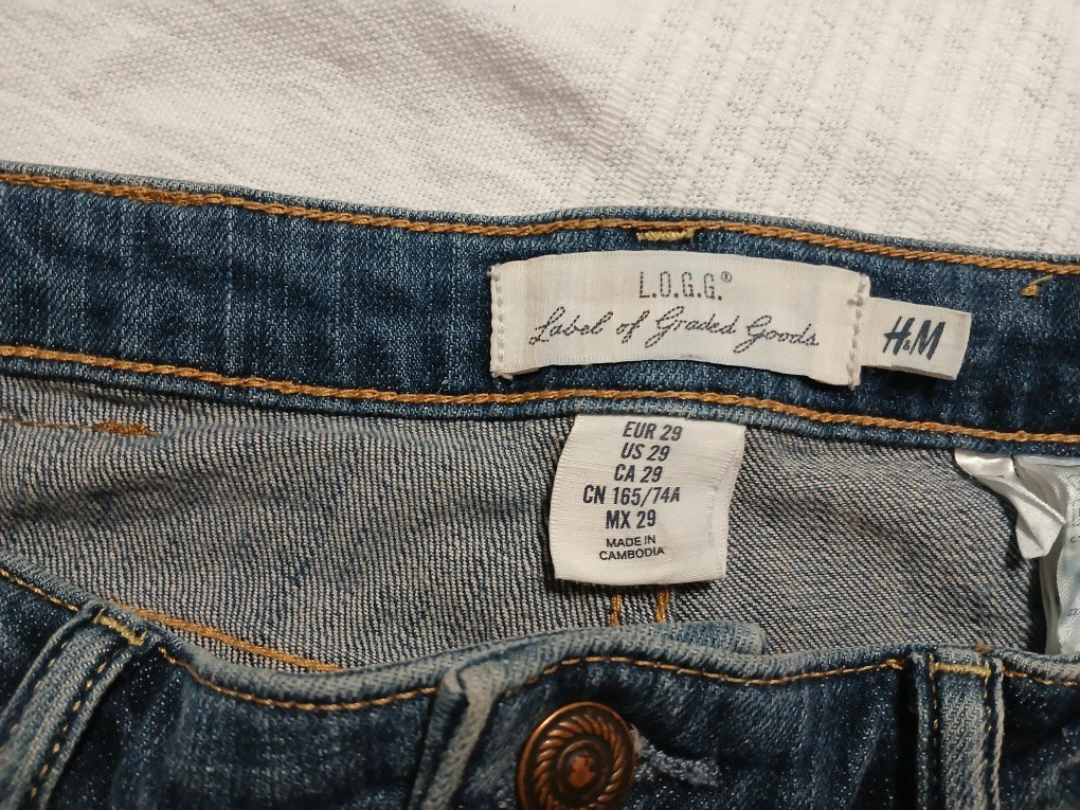 L.O.G.G.®
Label of Graded Goods
H&M
EUR 29
US 29
CA 29
CN 165/74A
MX 29
MADE IN
CAMBODIA